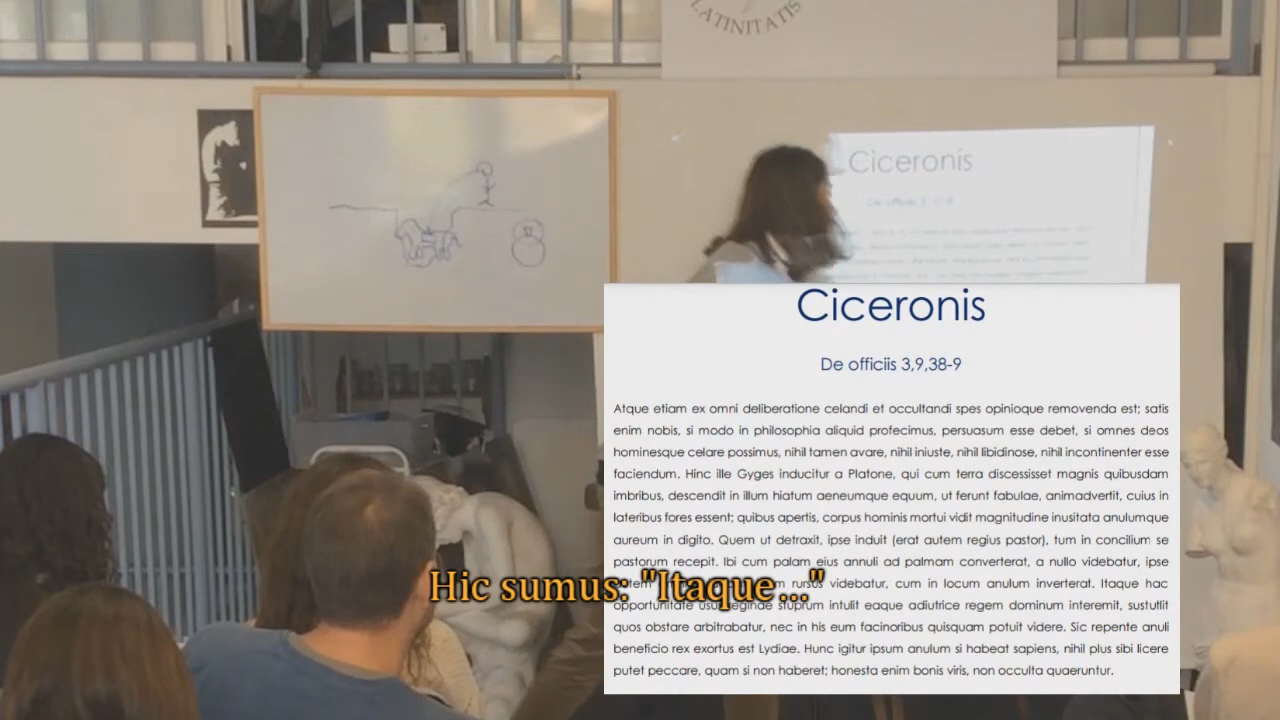 LATINITATIS
Ciceronis
Ciceronis
De officiis 3,9,38-9
Atque etiam ex omni deliberatione celandi et occultandi spes opinioque removenda est; satis
enim nobis, si modo in philosophia aliquid profecimus, persuasum esse debet, si omnes deos
hominesque celare possimus, nihil tamen avare, nihil iniuste, nihil libidinose, nihil incontinenter esse
faciendum. Hinc ille Gyges inducitur a Platone, qui cum terra discessisset magnis quibusdam
imbribus, descendit in illum hiatum aeneumque equum, ut ferunt fabulae, animadvertit, cuius in
lateribus fores essent; quibus apertis, corpus hominis mortui vidit magnitudine inusitata anulumque
aureum in digito. Quem ut detraxit, ipse induit (erat autem regius pastor), tum in concilium se
pastorum recepit. Ibi cum palam eius annuli ad palmam converterat, a nullo videbatur, ipse
rursus videbatur, cum in locum anulum inverterat. Itaque hac
opportunitate stuprum intulit eaque adiutrice regem dominum interemit, sustutlit
quos obstare arbitrabatur, nec in his eum facinoribus quisquam potuit videre. Sic repente anuli
beneficio rex exortus est Lydiae. Hunc igitur ipsum anulum si habeat sapiens, nihil plus sibi licere
putet peccare, quam si non haberet; honesta enim bonis viris, non occulta quaeruntur.
Hic sumus: "Itaque..."